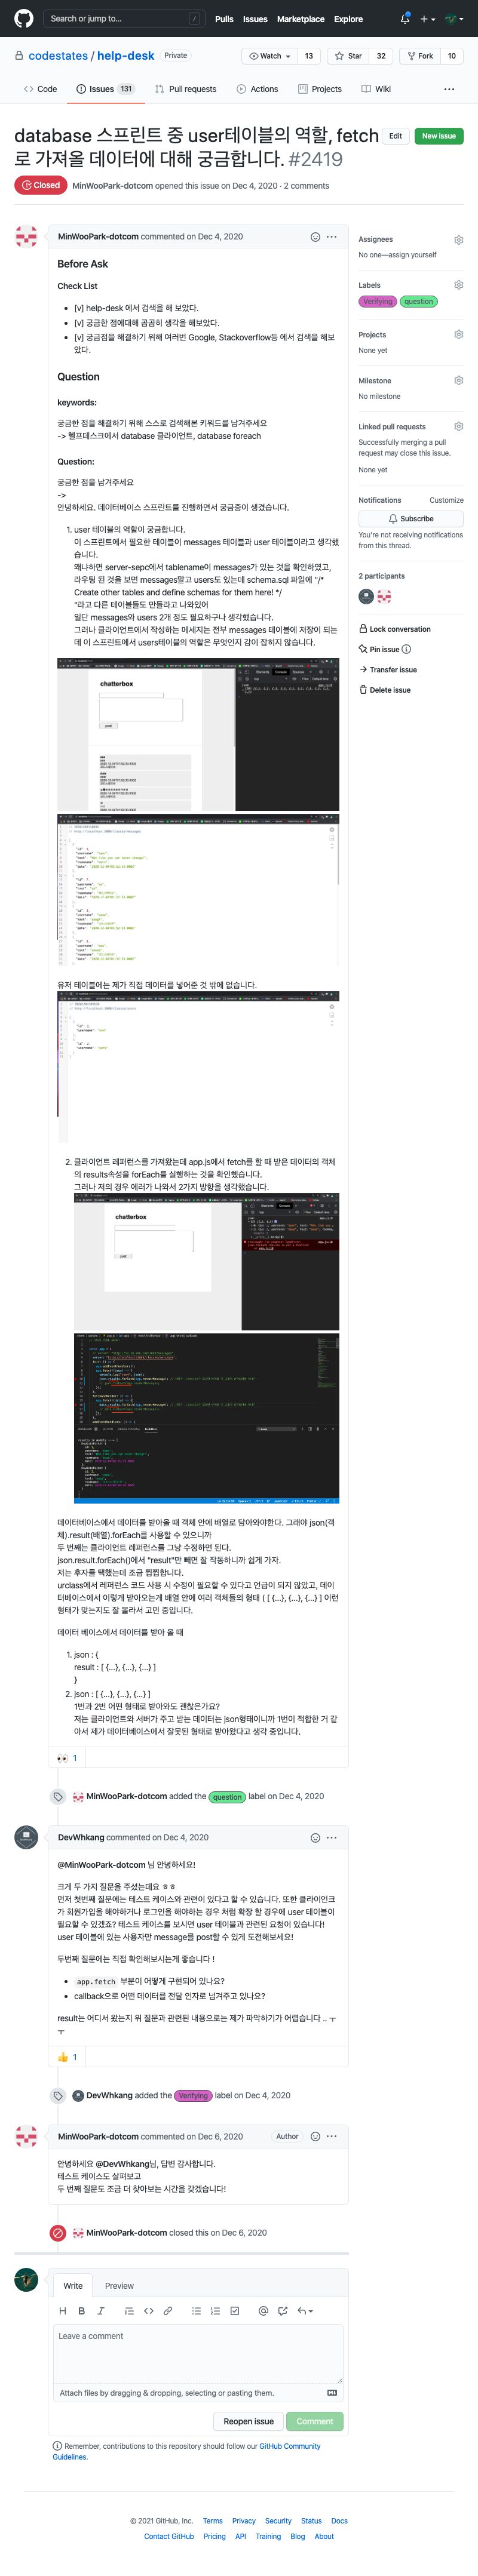 Search or jump to...
/
Pulls
Issues
Marketplace
Explore
codestates / help-desk
Private
Watch
13
Star
32
Fork
10
Code
Issues 131
Pull requests
Actions
Projects
Wiki
database 스프린트 중 user테이블의 역할, fetch
로 가져올 데이터에 대해 궁금합니다. #2419
Edit
New issue
Closed
MinWooPark-dotcom opened this issue on Dec 4, 2020 · 2 comments
MinWooPark-dotcom commented on Dec 4, 2020
Before Ask
Check List
[v] help-desk 에서 검색을 해 보았다.
[v] 궁금한 점에대해 곰곰히 생각을 해보았다.
[v] 궁금점을 해결하기 위해 여러번 Google, Stackoverflow등 에서 검색을 해보
았다.
Question
keywords:
궁금한 점을 해결하기 위해 스스로 검색해본 키워드를 남겨주세요
-> 헬프데스크에서 database 클라이언트, database foreach
Question:
궁금한 점을 남겨주세요
->
안녕하세요. 데이터베이스 스프린트를 진행하면서 궁금증이 생겼습니다.
1. user 테이블의 역할이 궁금합니다.
이 스프린트에서 필요한 테이블이 messages 테이블과 user 테이블이라고 생각했
습니다.
왜냐하면 server-sepc에서 tablename이 messages가 있는 것을 확인하였고,
라우팅 된 것을 보면 messages말고 users도 있는데 schema.sql 파일에 "/*
Create other tables and define schemas for them here! */
"라고 다른 테이블들도 만들라고 나와있어
일단 messages와 users 2개 정도 필요하구나 생각했습니다.
그러나 클라이언트에서 작성하는 메세지는 전부 messages 테이블에 저장이 되는
데 이 스프린트에서 users테이블의 역할은 무엇인지 감이 잡히지 않습니다.
chatterbox
유저 테이블에는 제가 직접 데이터를 넣어준 것 밖에 없습니다.
2. 클라이언트 레퍼런스를 가져왔는데 app.js에서 fetch를 할 때 받은 데이터의 객체
의 results속성을 forEach를 실행하는 것을 확인했습니다.
그러나 저의 경우 에러가 나와서 2가지 방향을 생각했습니다.
chatterbox
데이터베이스에서 데이터를 받아올 때 객체 안에 배열로 담아와야한다. 그래야 json(객
체).result(배열).forEach를 사용할 수 있으니까
두 번째는 클라이언트 레퍼런스를 그냥 수정하면 된다.
json.result.forEach()에서 "result"만 빼면 잘 작동하니까 쉽게 가자.
저는 후자를 택했는데 조금 찝찝합니다.
urclass에서 레퍼런스 코드 사용 시 수정이 필요할 수 있다고 언급이 되지 않았고, 데이
터베이스에서 이렇게 받아오는게 배열 안에 여러 객체들의 형태 ( [ {...}, {...}, {...} ] 이런
형태가 맞는지도 잘 몰라서 고민 중입니다.
데이터 베이스에서 데이터를 받아 올 때
1. json : {
result : [ {...}, {...}, {...} ]
}
2. json : [ {...}, {...}, {...} ]
1번과 2번 어떤 형태로 받아와도 괜찮은가요?
저는 클라이언트와 서버가 주고 받는 데이터는 json형태이니까 1번이 적합한 거 같
아서 제가 데이터베이스에서 잘못된 형태로 받아왔다고 생각 중입니다.
1
MinWooPark-dotcom added the question label on Dec 4, 2020
DevWhkang commented on Dec 4, 2020
@MinWooPark-dotcom 님 안녕하세요!
크게 두 가지 질문을 주셨는데요 ㅎㅎ
먼저 첫번째 질문에는 테스트 케이스와 관련이 있다고 할 수 있습니다. 또한 클라이언크
가 회원가입을 해야하거나 로그인을 해야하는 경우 처럼 확장 할 경우에 user 테이블이
필요할 수 있겠죠? 테스트 케이스를 보시면 user 테이블과 관련된 요청이 있습니다!
user 테이블에 있는 사용자만 message를 post할 수 있게 도전해보세요!
두번째 질문에는 직접 확인해보시는게 좋습니다 !
app.fetch 부분이 어떻게 구현되어 있나요?
callback으로 어떤 데이터를 전달 인자로 넘겨주고 있나요?
result는 어디서 왔는지 위 질문과 관련된 내용으로는 제가 파악하기가 어렵습니다 .. ㅜ
ㅜ
1
DevWhkang added the Verifying label on Dec 4, 2020
MinWooPark-dotcom commented on Dec 6, 2020
Author
안녕하세요 @DevWhkang님, 답변 감사합니다.
테스트 케이스도 살펴보고
두 번째 질문도 조금 더 찾아보는 시간을 갖겠습니다!
MinWooPark-dotcom closed this on Dec 6, 2020
Write
Preview
Leave a comment
Attach files by dragging & dropping, selecting or pasting them.
Reopen issue
Comment
Remember, contributions to this repository should follow our GitHub Community
Guidelines.
Assignees
No one—assign yourself
Labels
Verifying
question
Projects
None yet
Milestone
No milestone
Linked pull requests
Successfully merging a pull
request may close this issue.
None yet
Notifications
Customize
Subscribe
You're not receiving notifications
from this thread.
2 participants
Lock conversation
Pin issue
Transfer issue
Delete issue
© 2021 GitHub, Inc.
Terms
Privacy
Security
Status
Docs
Contact GitHub
Pricing
API
Training
Blog
About